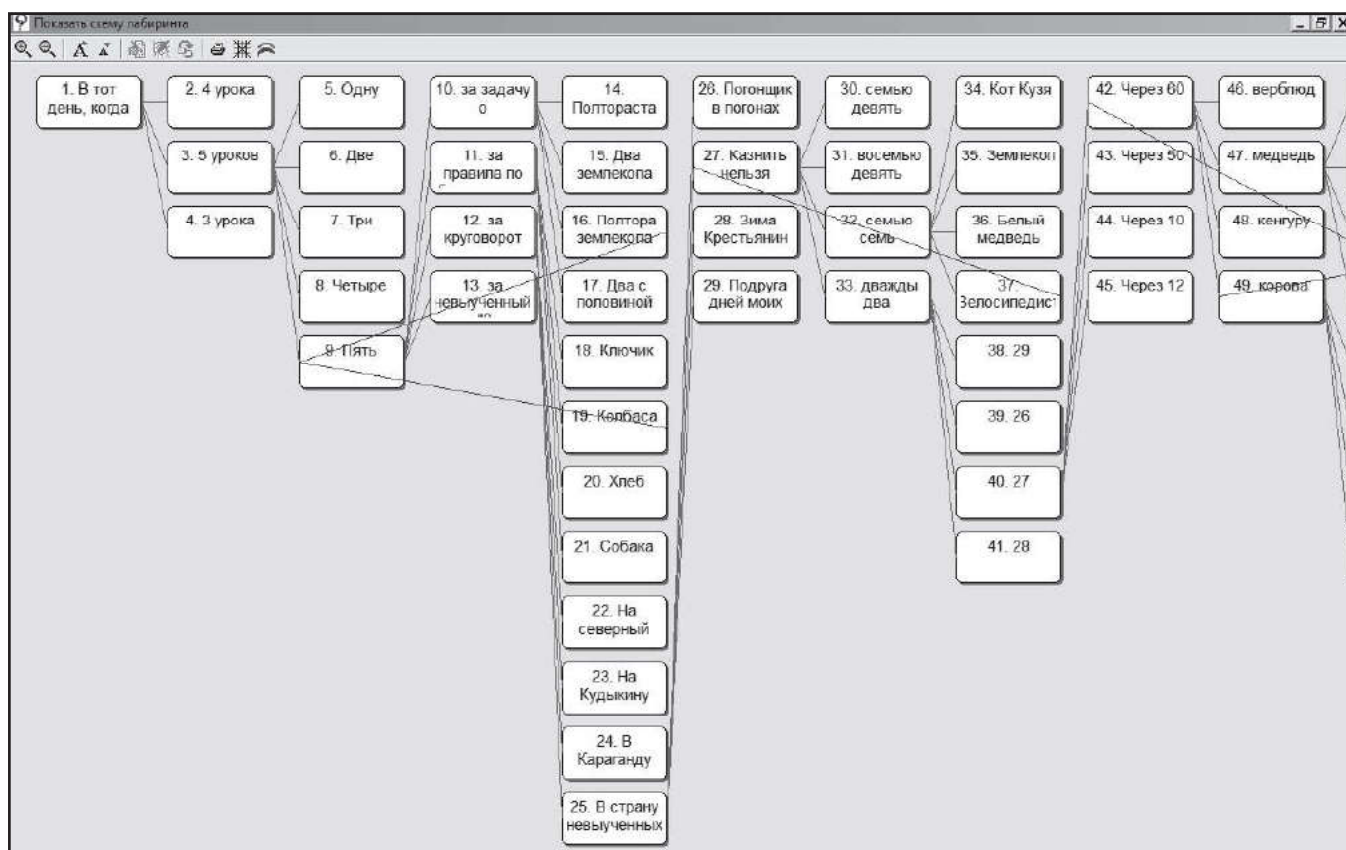 Показать схему лабиринта
1. В тот
день, когда
2. 4 урока
3. 5 уроков
4. 3 урока
5. Одну
6. Две
7. Три
8. Четыре
9. Пять
10. за задачу
о
11. за
правила по
12. за
круговорот
13. за
невыученный
14.
Полтораста
15. Два
землекопа
16. Полтора
землекопа
17. Два с
половиной
18. Ключик
19. Колбаса
20. Хлеб
21. Собака
22. На
северный
23. На
Кудыкину
24. В
Караганду
25. В страну
невыученных
26. Погонщик
в погонах
27. Казнить
нельзя
28. Зима
Крестьянин
29. Подруга
дней моих
30. семью
девять
31. восемью
девять
32. семью
семь
33. дважды
два
34. Кот Кузя
35. Землекоп
36. Белый
медведь
37.
Велосипедист
38. 29
39. 26
40. 27
41. 28
42. Через 60
43. Через 50
44. Через 10
45. Через 12
46. верблюд
47. медведь
48. кенгуру
49. корова